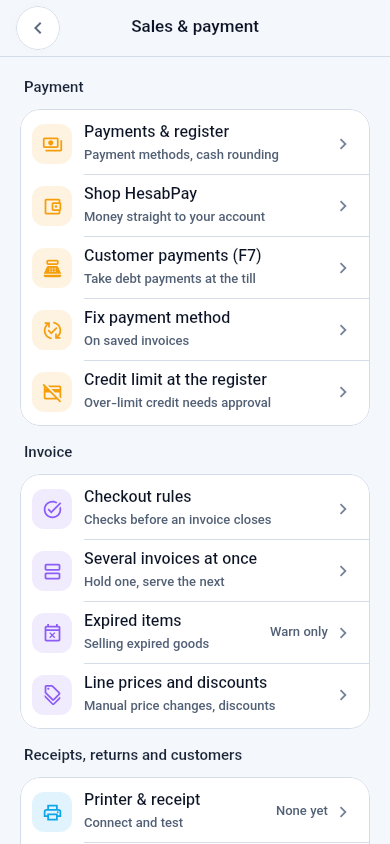 Sales & payment
Payment
Payments & register
Payment methods, cash rounding
Shop HesabPay
Money straight to your account
Customer payments (F7)
Take debt payments at the till
Fix payment method
On saved invoices
Credit limit at the register
Over-limit credit needs approval
Invoice
Checkout rules
Checks before an invoice closes
Several invoices at once
Hold one, serve the next
Expired items
Selling expired goods
Warn only
Line prices and discounts
Manual price changes, discounts
Receipts, returns and customers
Printer & receipt
Connect and test
None yet